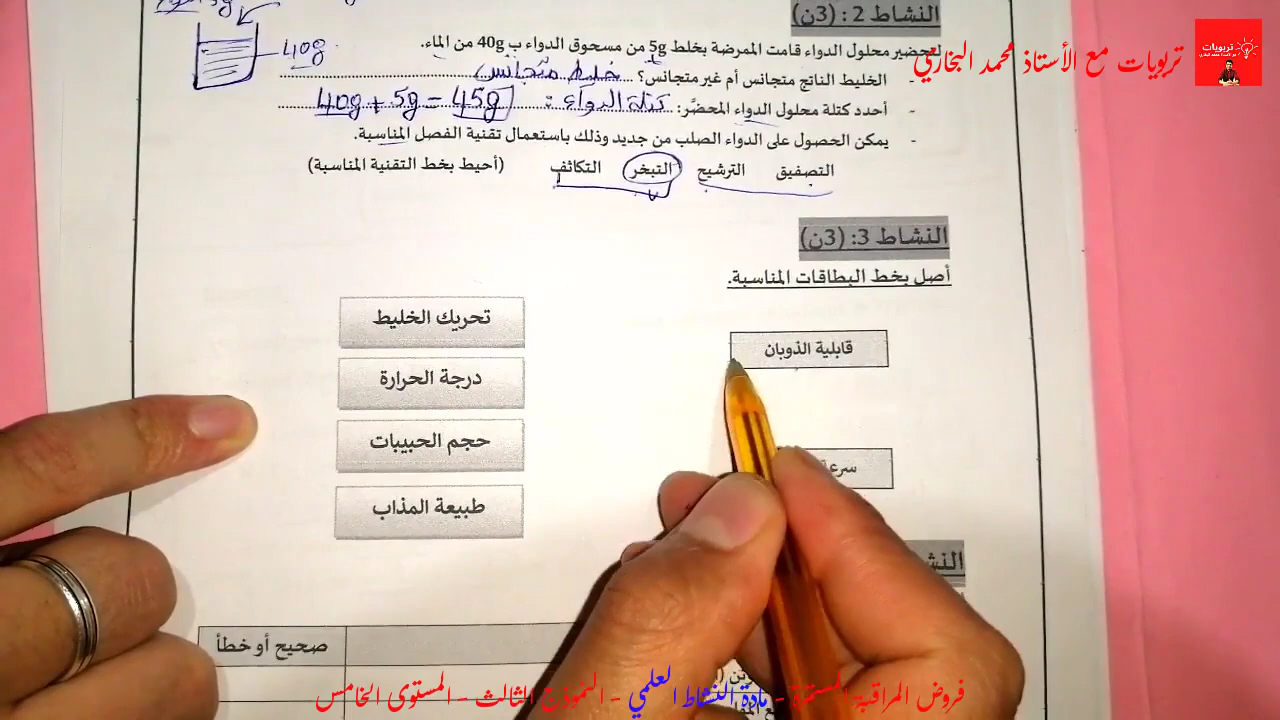 النشاط 2: (3ن)
لتحضير محلول الدواء قامت الممرضة بخلط 5g من مسحوق الدواء ب 40g من الماء.
40g
الخليط الناتج متجانس أم غير متجانس؟ خليط متجانس
- أحدد كتلة محلول الدواء المحضَّر: كتلة الدواء: 40g + 5g = 45g
- يمكن الحصول على الدواء الصلب من جديد وذلك باستعمال تقنية الفصل المناسبة.
التصفيق الترشيح التبخر التكاثف (أحيط بخط التقنية المناسبة)
تربويات مع الأستاذ محمد البخاري
تربويات
النشاط 3: (3ن)
أصل بخط البطاقات المناسبة.
قابلية الذوبان
سرعة
تحريك الخليط
درجة الحرارة
حجم الحبيبات
طبيعة المذاب
صحيح أو خطأ
فروض المراقبة المستمرة - مادة النشاط العلمي - النموذج الثالث - المستوى الخامس